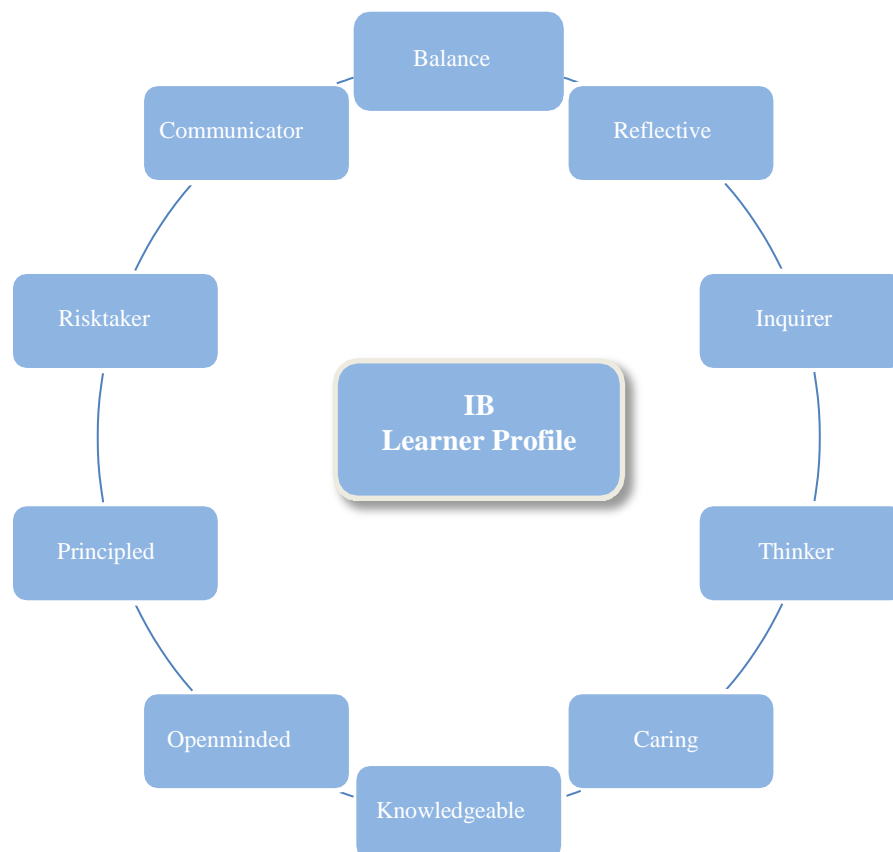 Balance
Communicator
Reflective
Risktaker
Inquirer
IB
Learner Profile
Principled
Thinker
Openminded
Caring
Knowledgeable